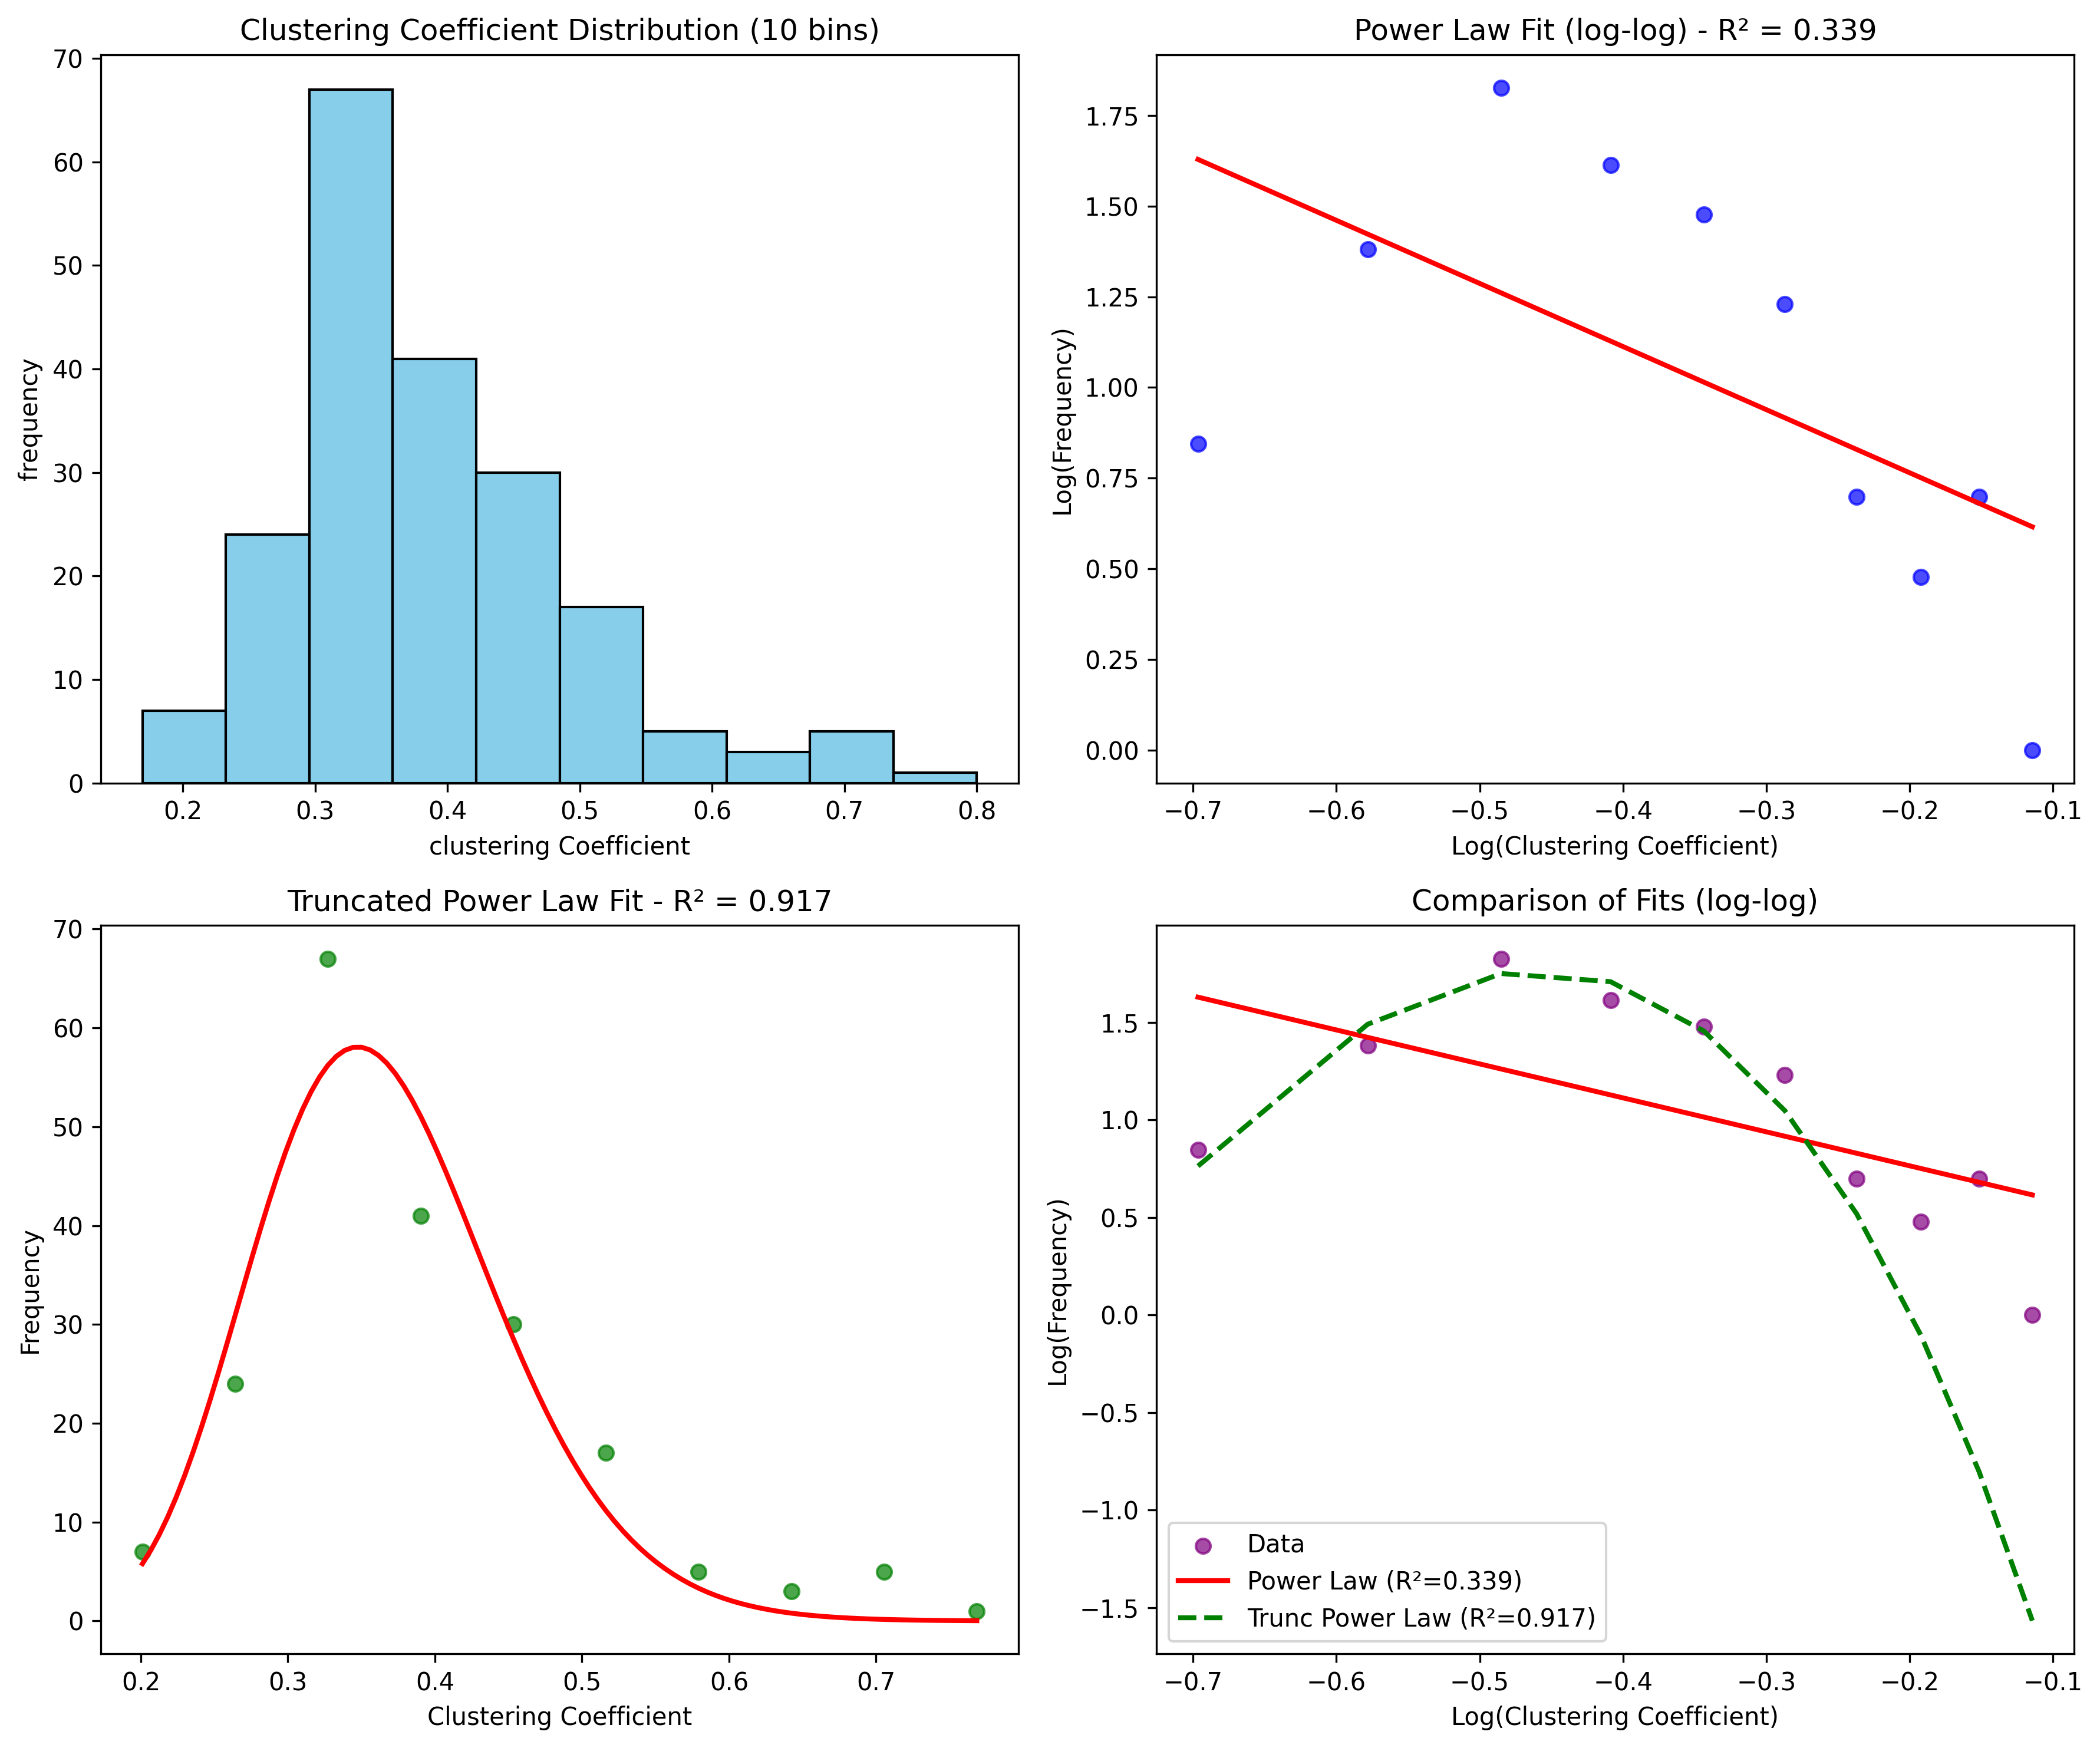 Clustering Coefficient Distribution (10 bins)
frequency
70
60
50
40
30
20
10
0
0.2 0.3 0.4 0.5 0.6 0.7 0.8
clustering Coefficient
Power Law Fit (log-log) - R² = 0.339
Log(Frequency)
1.75
1.50
1.25
1.00
0.75
0.50
0.25
0.00
−0.7 −0.6 −0.5 −0.4 −0.3 −0.2 −0.1
Log(Clustering Coefficient)
Truncated Power Law Fit - R² = 0.917
Frequency
70
60
50
40
30
20
10
0
0.2 0.3 0.4 0.5 0.6 0.7
Clustering Coefficient
Comparison of Fits (log-log)
Log(Frequency)
1.5
1.0
0.5
0.0
−0.5
−1.0
−1.5
Data
Power Law (R²=0.339)
Trunc Power Law (R²=0.917)
−0.7 −0.6 −0.5 −0.4 −0.3 −0.2 −0.1
Log(Clustering Coefficient)